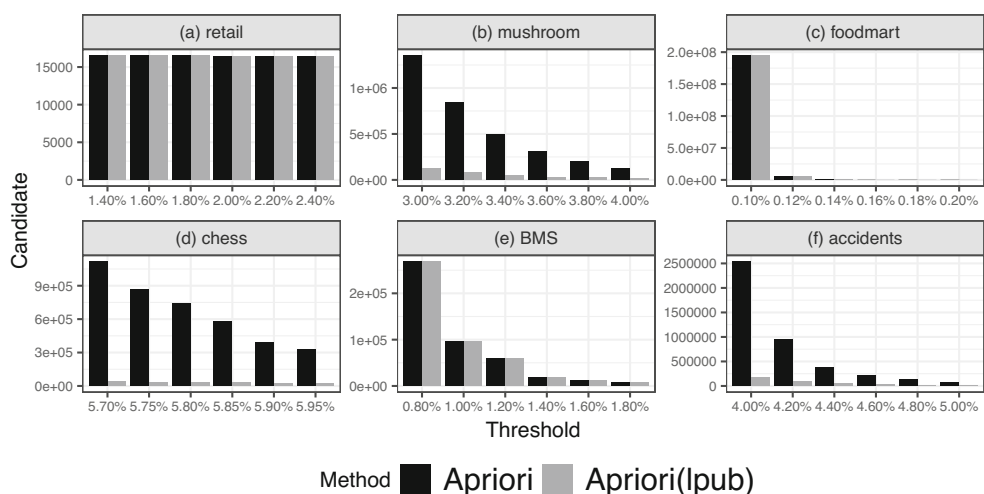 (a) retail
15000
10000
5000
0
1.40% 1.60% 1.80% 2.00% 2.20% 2.40%
(b) mushroom
1e+06
5e+05
0e+00
3.00% 3.20% 3.40% 3.60% 3.80% 4.00%
(c) foodmart
2.0e+08
1.5e+08
1.0e+08
5.0e+07
0.0e+00
0.10% 0.12% 0.14% 0.16% 0.18% 0.20%
Candidate
(d) chess
9e+05
6e+05
3e+05
0e+00
5.70% 5.75% 5.80% 5.85% 5.90% 5.95%
(e) BMS
2e+05
1e+05
0e+00
0.80% 1.00% 1.20% 1.40% 1.60% 1.80%
(f) accidents
2500000
2000000
1500000
1000000
500000
0
4.00% 4.20% 4.40% 4.60% 4.80% 5.00%
Threshold
Method Apriori Apriori(lpub)